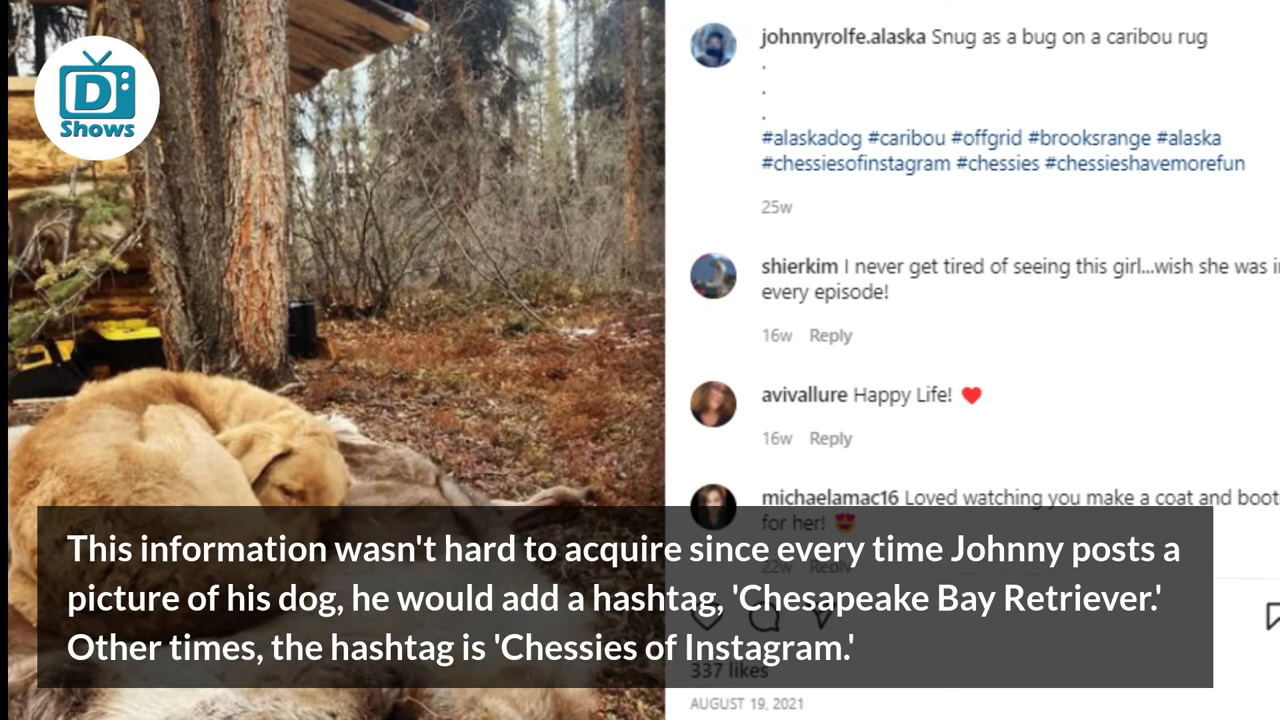 D
Shows
johnnyrolfe.alaska Snug as a bug on a caribou rug
.
.
.
#alaskadog #caribou #offgrid #brooksrange #alaska
#chessiesofinstagram #chessies #chessieshavemorefun
25w
shierkim I never get tired of seeing this girl...wish she was
every episode!
16w Reply
avivallure Happy Life! ♥
16w Reply
michaelamac16 Loved watching you make a coat and boot
for her! 😍
22w Reply
This information wasn't hard to acquire since every time Johnny posts a
picture of his dog, he would add a hashtag, 'Chesapeake Bay Retriever.'
Other times, the hashtag is 'Chessies of Instagram.'
337 likes
AUGUST 19, 2021